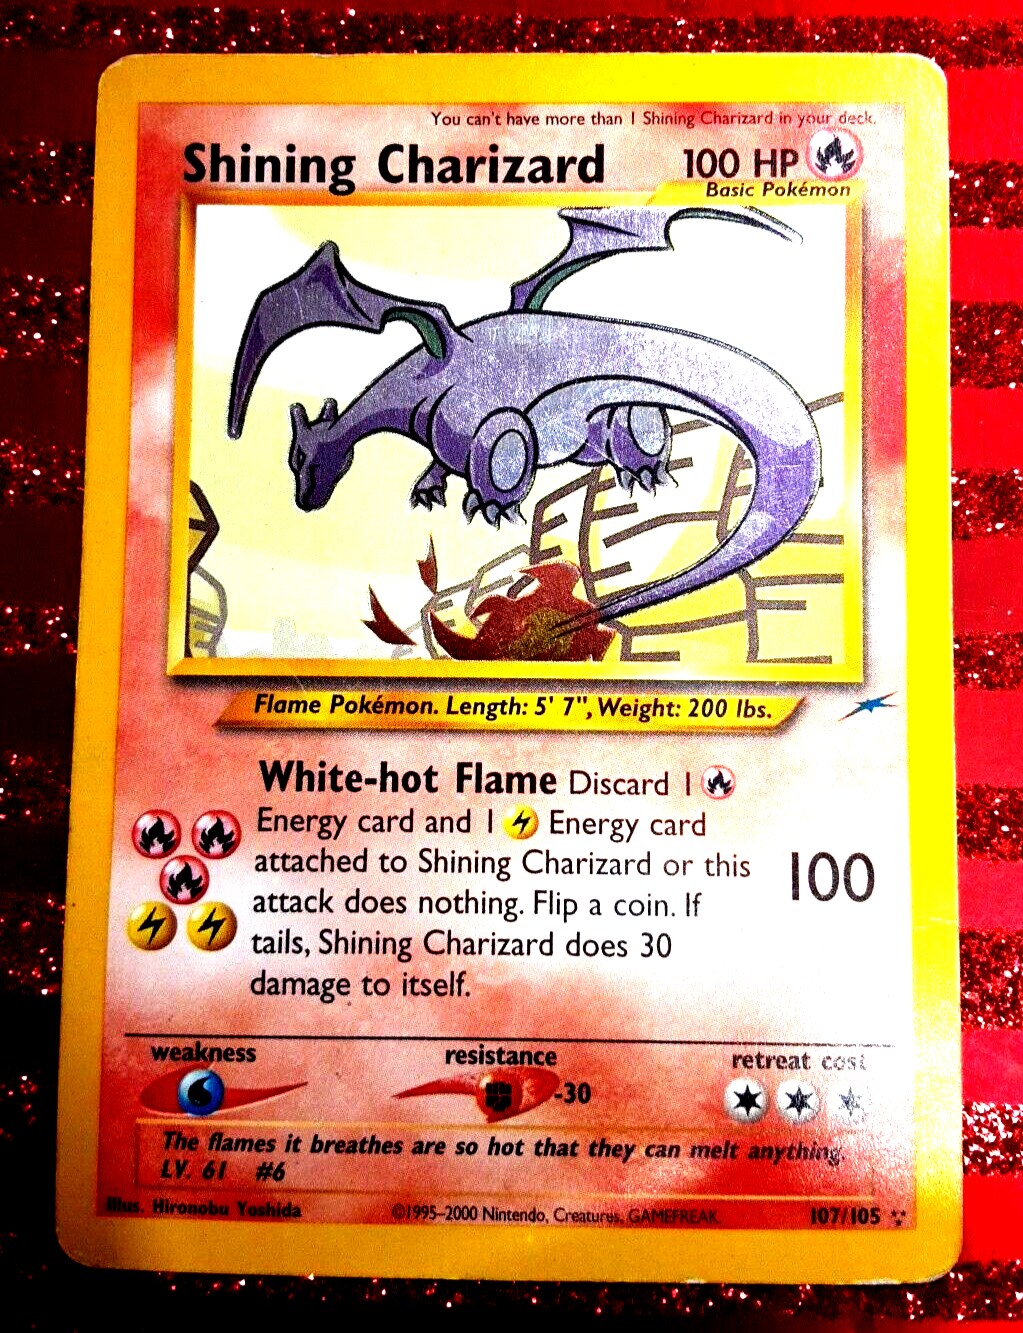 You can't have more than 1 Shining Charizard in your deck.
Shining Charizard 100 HP
Basic Pokémon
Flame Pokémon. Length: 5' 7", Weight: 200 lbs.
White-hot Flame Discard 1
Energy card and 1 Energy card
attached to Shining Charizard or this
attack does nothing. Flip a coin. If
tails, Shining Charizard does 30
damage to itself.
100
weakness resistance retreat cost
-30
The flames it breathes are so hot that they can melt anything.
LV. 61 #6
Illus. Hironobu Yoshida ©1995–2000 Nintendo, Creatures, GAMEFREAK. 107/105